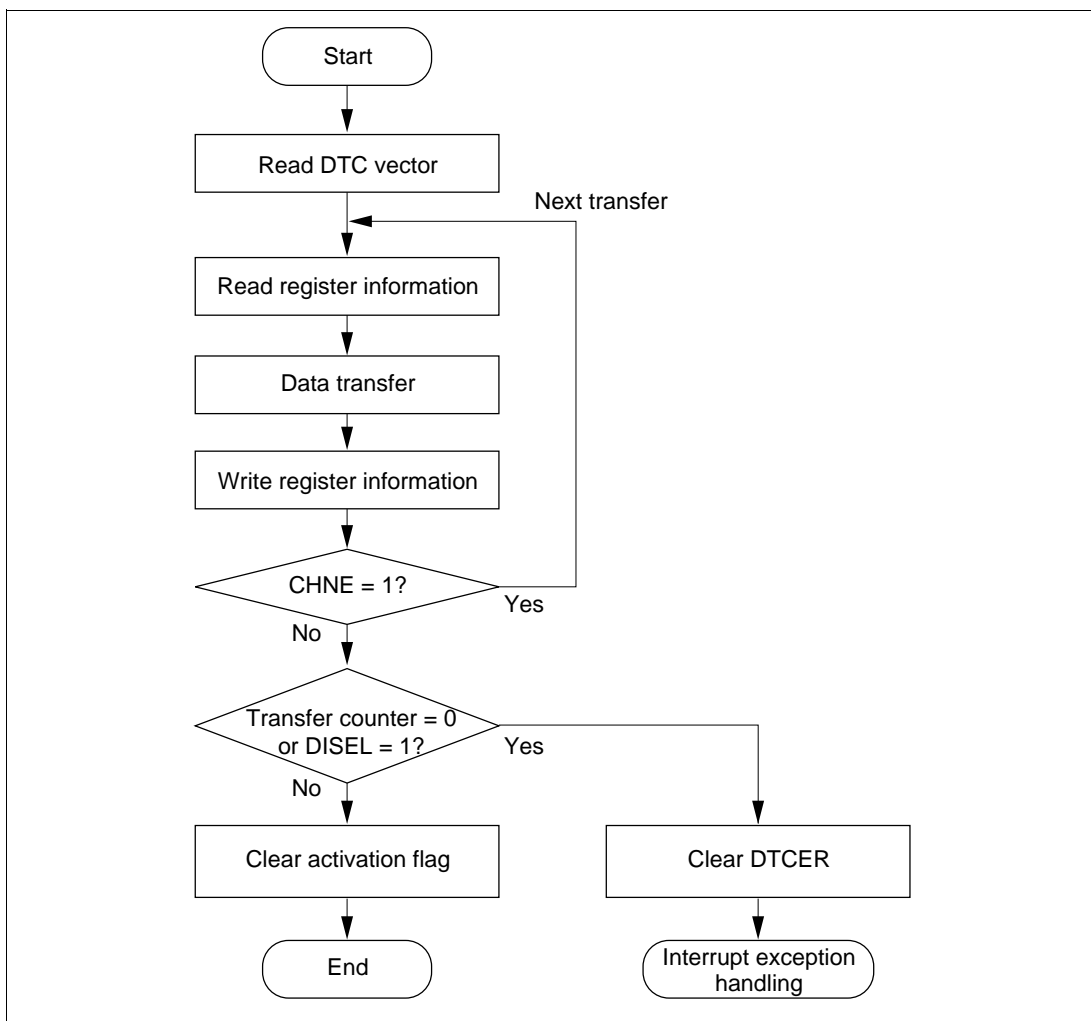 Start
Read DTC vector
Next transfer
Read register information
Data transfer
Write register information
CHNE = 1?
Yes
No
Transfer counter = 0
or DISEL = 1?
Yes
No
Clear activation flag
Clear DTCER
End
Interrupt exception
handling